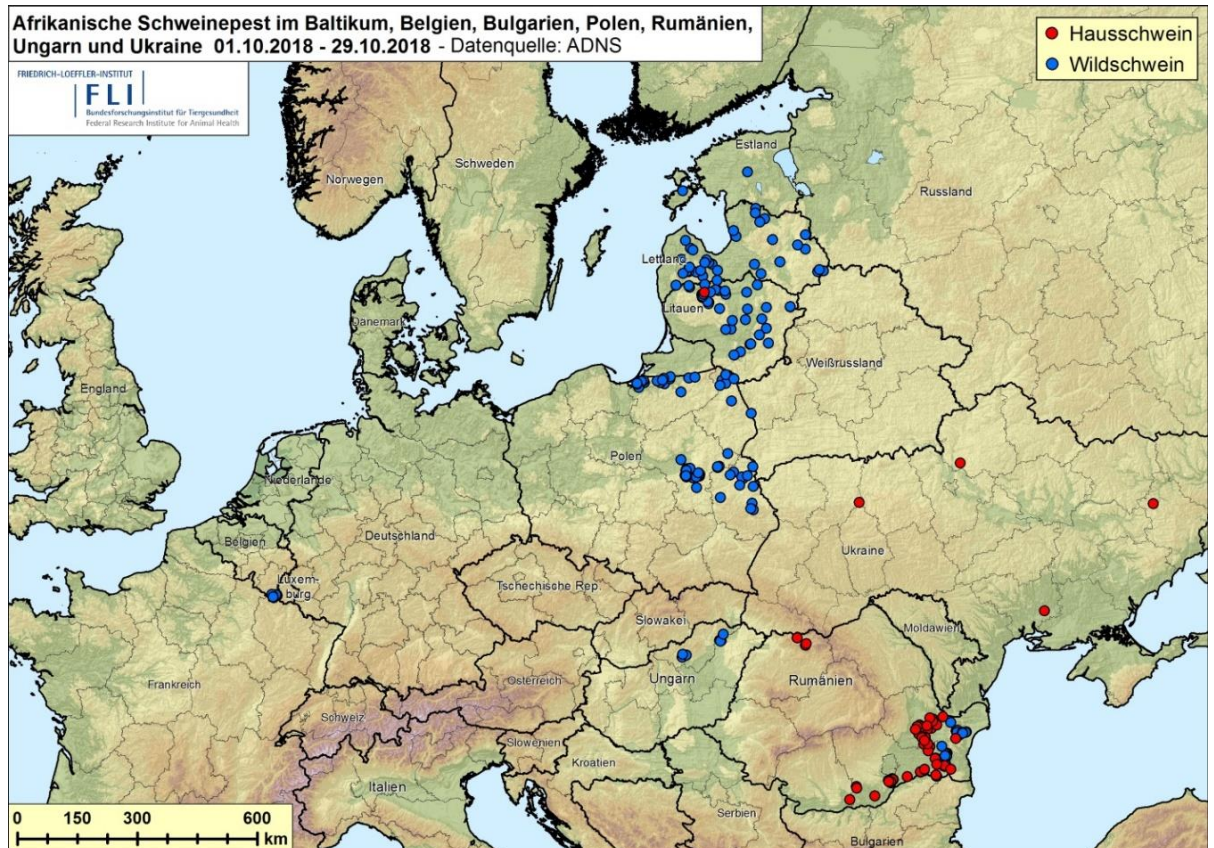 Afrikanische Schweinepest im Baltikum, Belgien, Bulgarien, Polen, Rumänien,
Ungarn und Ukraine 01.10.2018 - 29.10.2018 - Datenquelle: ADNS
FRIEDRICH-LOEFFLER-INSTITUT
FLI
Bundesforschungsinstitut für Tiergesundheit
Federal Research Institute for Animal Health
Hausschwein
Wildschwein
Estland
Schweden
Norwegen
Russland
Lettland
Litauen
Dänemark
Weißrussland
England
Polen
Niederlande
Deutschland
Belgien
Ukraine
Luxem-
burg
Tschechische Rep.
Slowakei
Moldawien
Frankreich
Österreich
Ungarn
Rumänien
Schweiz
Slowenien
Kroatien
Italien
Serbien
Bulgarien
0 150 300 600
km